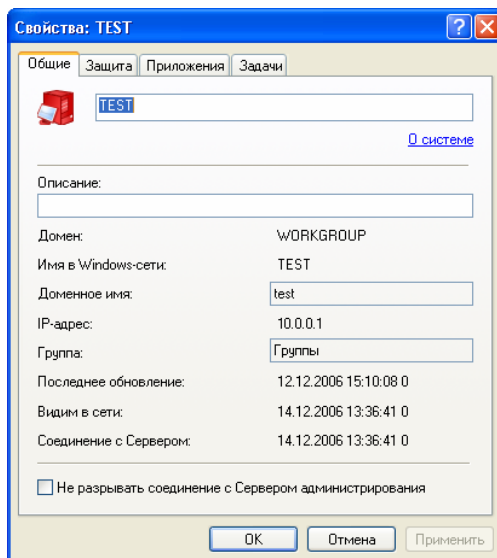 Свойства: TEST
Общие Защита Приложения Задачи
TEST
О системе
Описание:
Домен: WORKGROUP
Имя в Windows-сети: TEST
Доменное имя: test
IP-адрес: 10.0.0.1
Группа: Группы
Последнее обновление: 12.12.2006 15:10:08 0
Видим в сети: 14.12.2006 13:36:41 0
Соединение с Сервером: 14.12.2006 13:36:41 0
Не разрывать соединение с Сервером администрирования
OK Отмена Применить